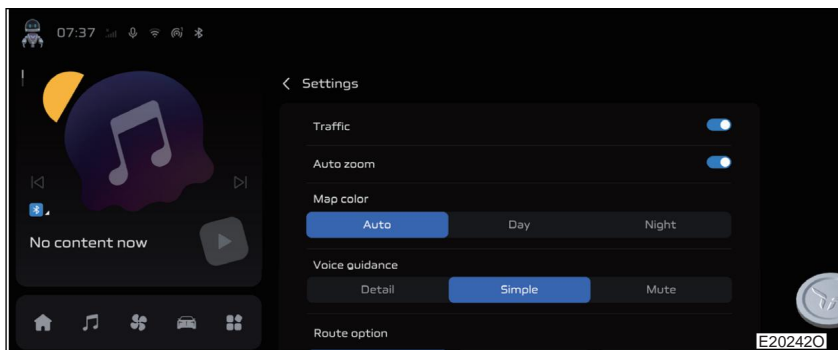 07:37
Settings
Traffic
Auto zoom
Map color
Auto Day Night
No content now
Voice guidance
Detail Simple Mute
Route option
E20242O